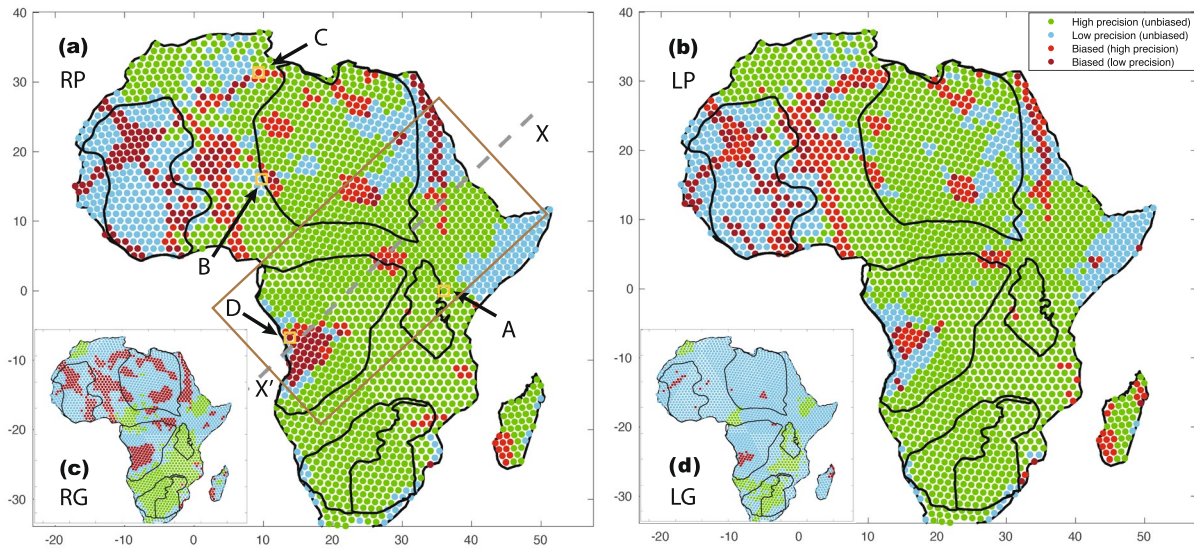 40
(a)
RP
C
30
20
X
10
B
0
D
A
-10
X'
-20
(c)
RG
-30
-20
-10
0
10
20
30
40
50
40
(b)
LP
High precision (unbiased)
Low precision (unbiased)
Biased (high precision)
Biased (low precision)
30
20
10
0
-10
-20
(d)
LG
-30
-20
-10
0
10
20
30
40
50